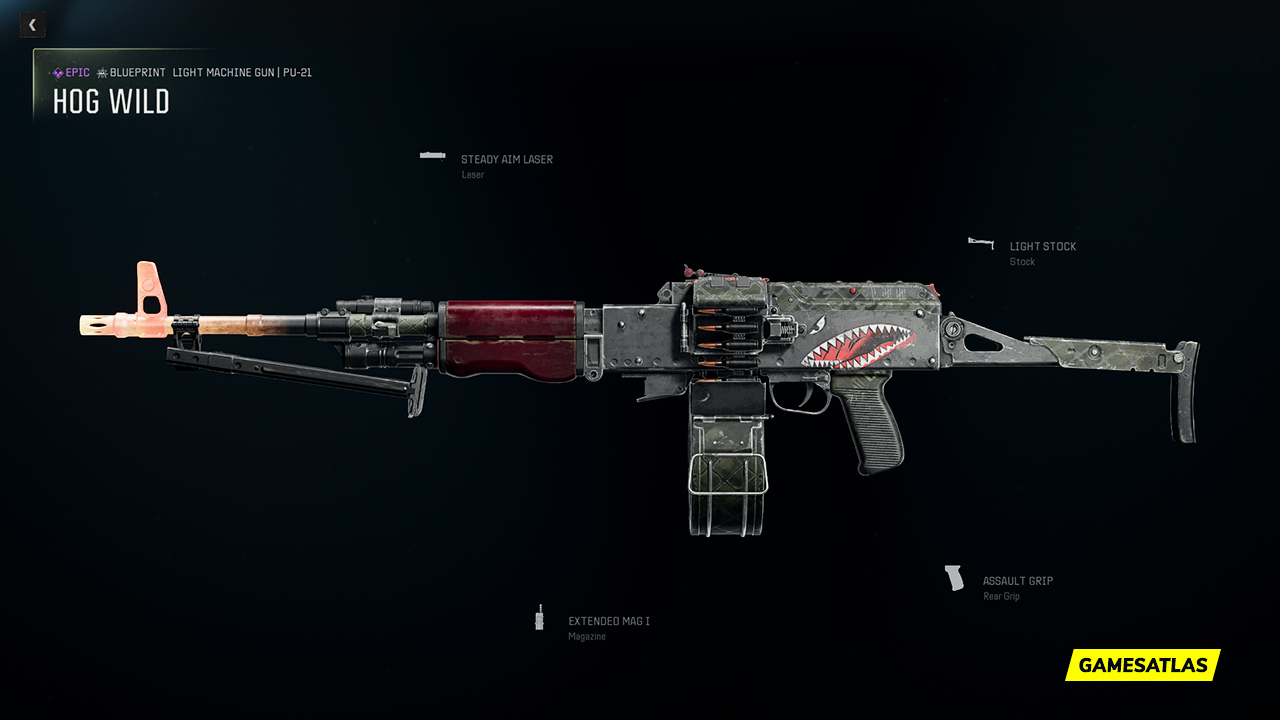 EPIC BLUEPRINT LIGHT MACHINE GUN | PU-21
HOG WILD
STEADY AIM LASER
Laser
LIGHT STOCK
Stock
ASSAULT GRIP
Rear Grip
EXTENDED MAG I
Magazine
GAMESATLAS